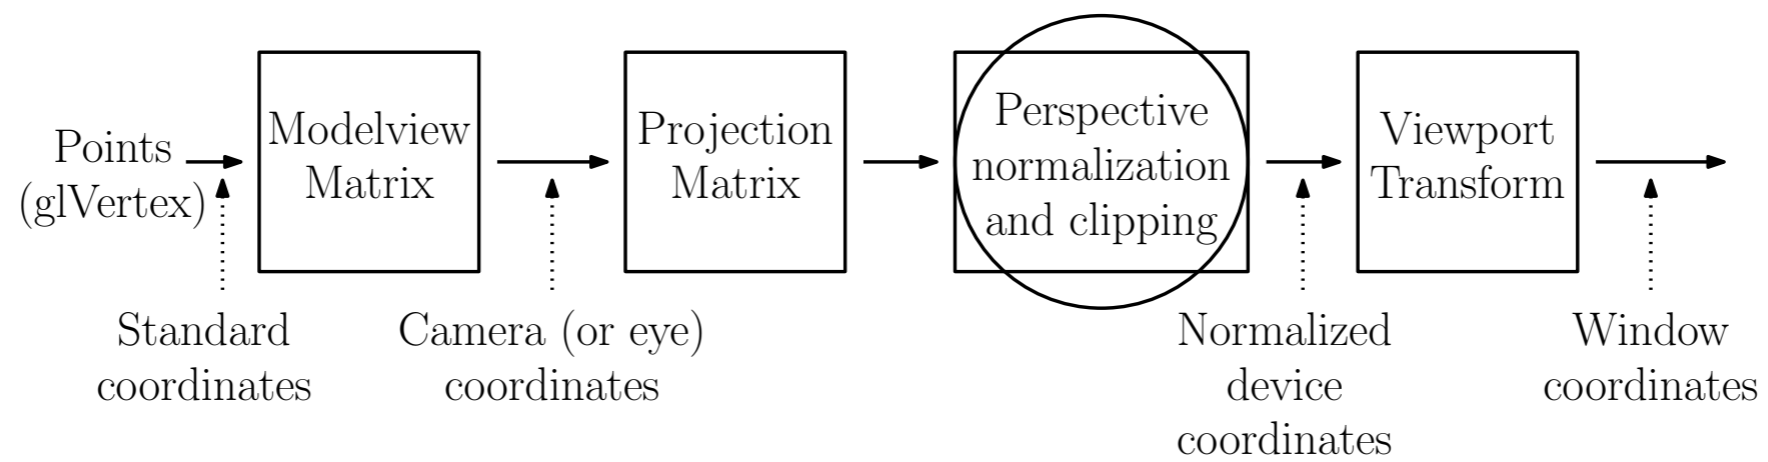 Points
(glVertex)
Modelview
Matrix
Projection
Matrix
Perspective
normalization
and clipping
Viewport
Transform
Standard
coordinates
Camera (or eye)
coordinates
Normalized
device
coordinates
Window
coordinates